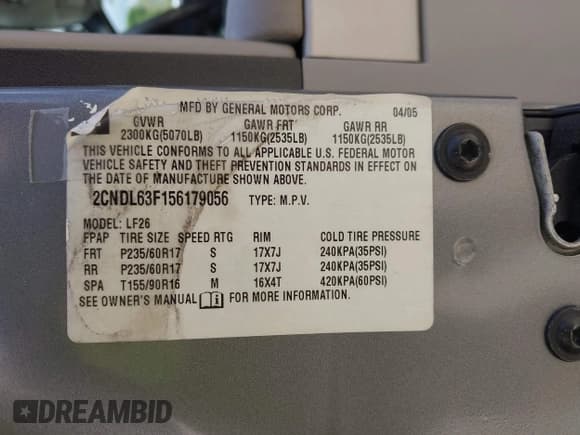 MFD BY GENERAL MOTORS CORP. 04/05
GVWR GAWR FRT GAWR RR
2300KG(5070LB) 1150KG(2535LB) 1150KG(2535LB)
THIS VEHICLE CONFORMS TO ALL APPLICABLE U.S. FEDERAL MOTOR
VEHICLE SAFETY AND THEFT PREVENTION STANDARDS IN EFFECT ON
THE DATE OF MANUFACTURE SHOWN ABOVE.
2CNDL63F156179056 TYPE: M.P.V.
MODEL: LF26
FPAP TIRE SIZE SPEED RTG RIM COLD TIRE PRESSURE
FRT P235/60R17 S 17X7J 240KPA(35PSI)
RR P235/60R17 S 17X7J 240KPA(35PSI)
SPA T155/90R16 M 16X4T 420KPA(60PSI)
SEE OWNER'S MANUAL FOR MORE INFORMATION.
DREAMBID